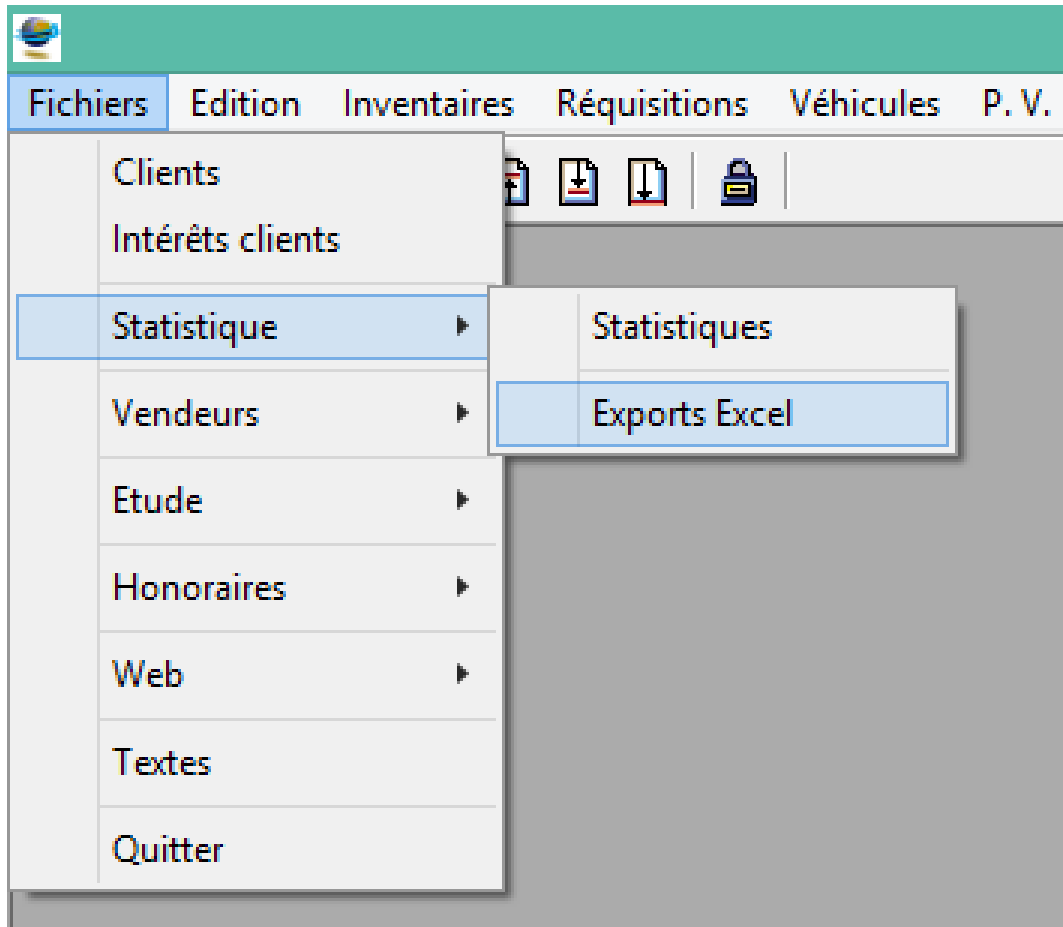 Fichiers Edition Inventaires Réquisitions Véhicules P. V.
Clients
Intérêts clients
Statistique
Statistiques
Vendeurs
Exports Excel
Etude
Honoraires
Web
Textes
Quitter